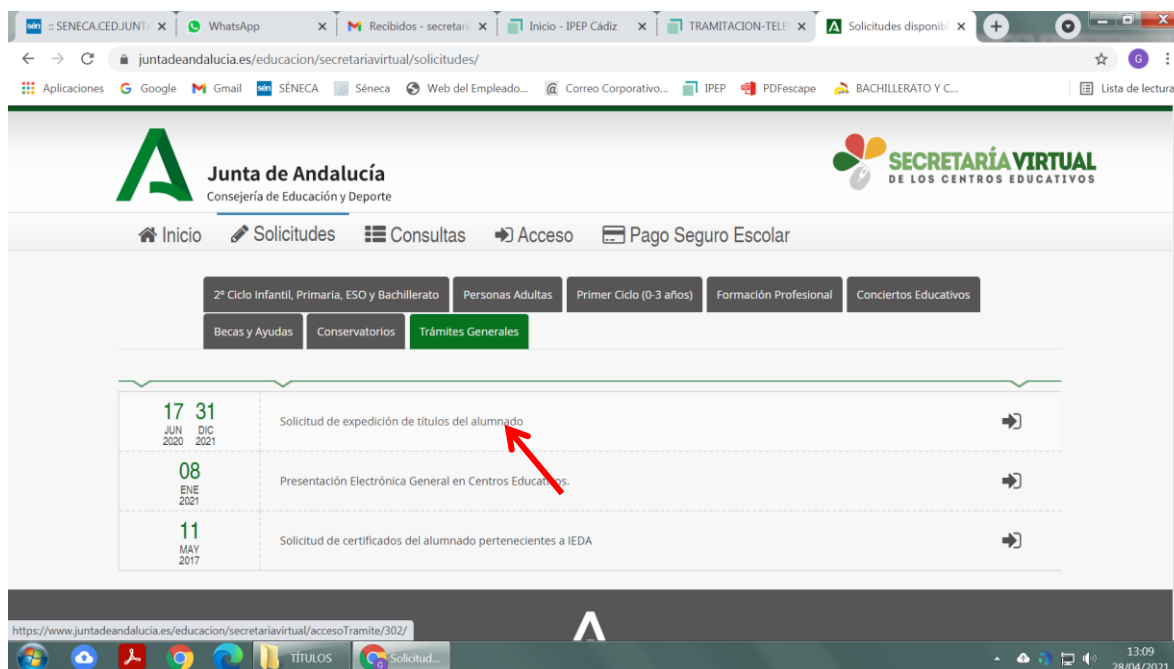 :: SENECA.CED.JUNT
WhatsApp
Recibidos - secretari
Inicio - IPEP Cádiz
TRAMITACION-TELE
Solicitudes disponib
juntadeandalucia.es/educacion/secretariavirtual/solicitudes/
G
Aplicaciones
Google
Gmail
sén SÉNECA
Séneca
Web del Empleado...
Correo Corporativo...
IPEP
PDFescape
BACHILLERATO Y C...
Lista de lectura
Junta de Andalucía
Consejería de Educación y Deporte
SECRETARÍA VIRTUAL
DE LOS CENTROS EDUCATIVOS
Inicio
Solicitudes
Consultas
Acceso
Pago Seguro Escolar
2º Ciclo Infantil, Primaria, ESO y Bachillerato
Personas Adultas
Primer Ciclo (0-3 años)
Formación Profesional
Conciertos Educativos
Becas y Ayudas
Conservatorios
Trámites Generales
17 31
JUN DIC
2020 2021
Solicitud de expedición de títulos del alumnado
08
ENE
2021
Presentación Electrónica General en Centros Educativos.
11
MAY
2017
Solicitud de certificados del alumnado pertenecientes a IEDA
https://www.juntadeandalucia.es/educacion/secretariavirtual/accesoTramite/302/
TÍTULOS
Solicitud...
13:09
28/04/2021